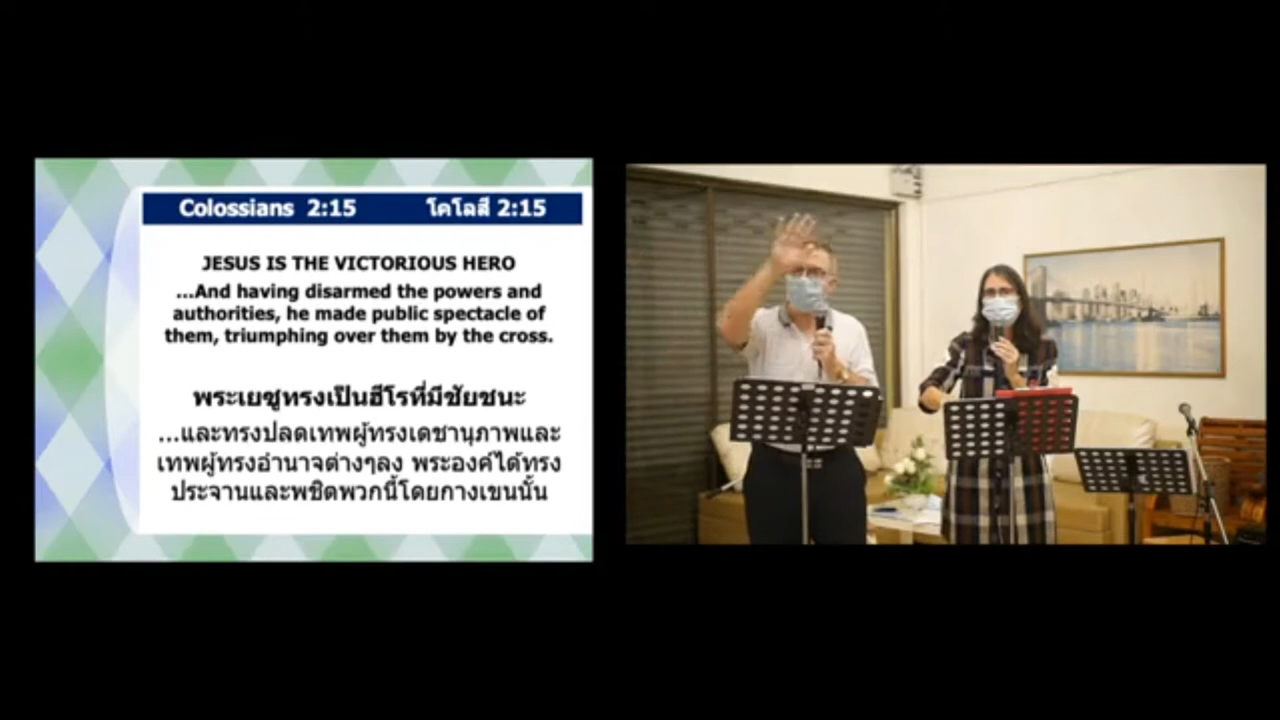 Colossians 2:15 โคโลสี 2:15
JESUS IS THE VICTORIOUS HERO
...And having disarmed the powers and
authorities, he made public spectacle of
them, triumphing over them by the cross.
พระเยซูทรงเป็นฮีโรที่มีชัยชนะ
...และทรงปลดเทพผู้ทรงเดชานุภาพและ
เทพผู้ทรงอำนาจต่างๆลง พระองค์ได้ทรง
ประจานและพชิตพวกนี้โดยกางเขนนั้น